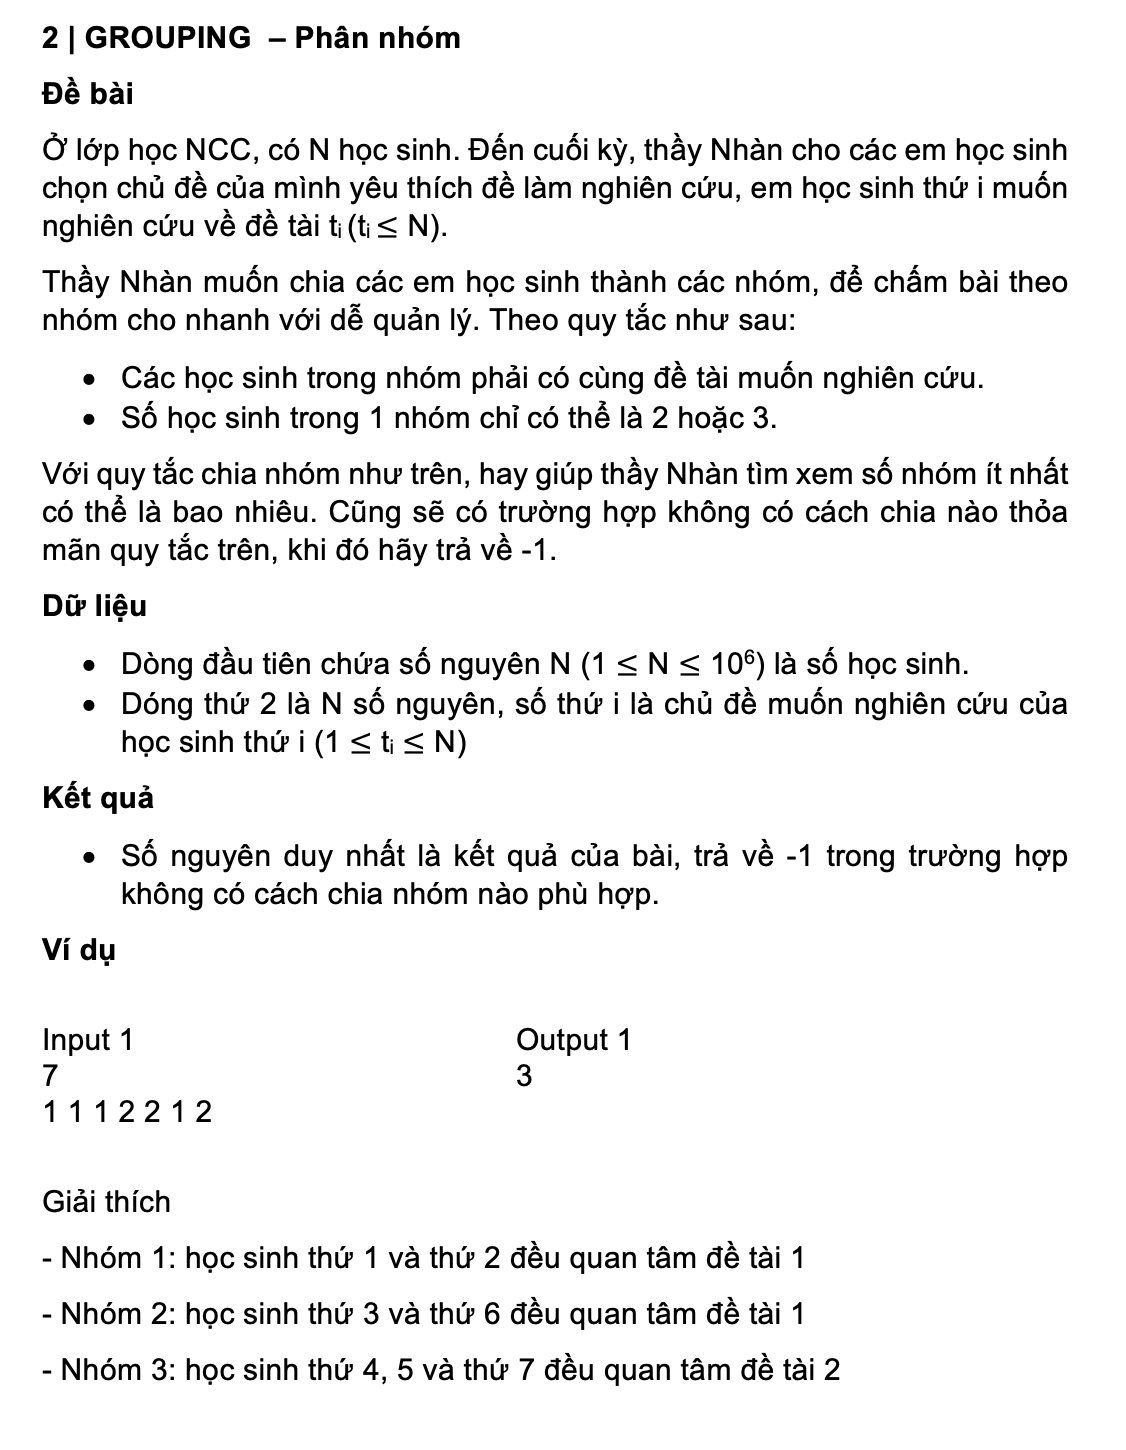 2 | GROUPING – Phân nhóm
Đề bài
Ở lớp học NCC, có N học sinh. Đến cuối kỳ, thầy Nhàn cho các em học sinh
chọn chủ đề của mình yêu thích đề làm nghiên cứu, em học sinh thứ i muốn
nghiên cứu về đề tài tᵢ (tᵢ ≤ N).
Thầy Nhàn muốn chia các em học sinh thành các nhóm, để chấm bài theo
nhóm cho nhanh với dễ quản lý. Theo quy tắc như sau:
• Các học sinh trong nhóm phải có cùng đề tài muốn nghiên cứu.
• Số học sinh trong 1 nhóm chỉ có thể là 2 hoặc 3.
Với quy tắc chia nhóm như trên, hay giúp thầy Nhàn tìm xem số nhóm ít nhất
có thể là bao nhiêu. Cũng sẽ có trường hợp không có cách chia nào thỏa
mãn quy tắc trên, khi đó hãy trả về -1.
Dữ liệu
• Dòng đầu tiên chứa số nguyên N (1 ≤ N ≤ 10⁶) là số học sinh.
• Dóng thứ 2 là N số nguyên, số thứ i là chủ đề muốn nghiên cứu của
học sinh thứ i (1 ≤ tᵢ ≤ N)
Kết quả
• Số nguyên duy nhất là kết quả của bài, trả về -1 trong trường hợp
không có cách chia nhóm nào phù hợp.
Ví dụ
Input 1 Output 1
7 3
1 1 1 2 2 1 2
Giải thích
- Nhóm 1: học sinh thứ 1 và thứ 2 đều quan tâm đề tài 1
- Nhóm 2: học sinh thứ 3 và thứ 6 đều quan tâm đề tài 1
- Nhóm 3: học sinh thứ 4, 5 và thứ 7 đều quan tâm đề tài 2